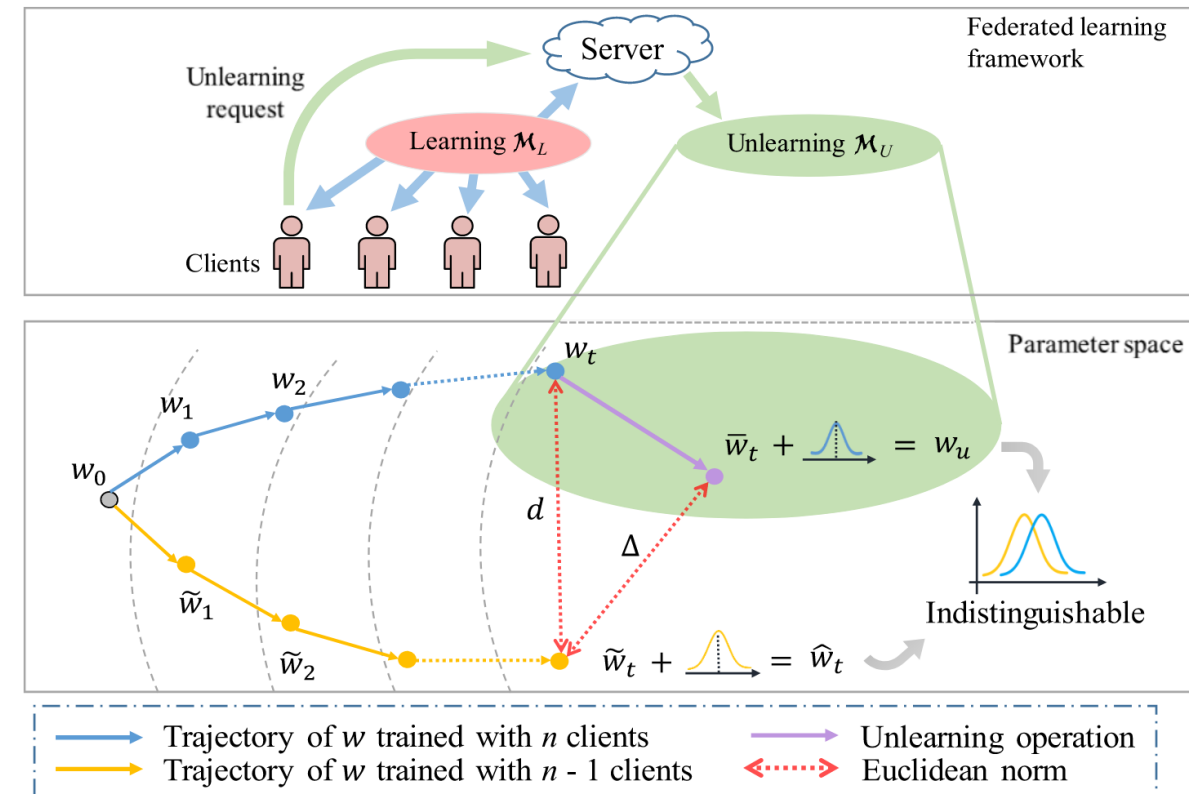 Federated learning
framework
Server
Unlearning
request
Learning 𝓜_L
Unlearning 𝓜_U
Clients
Parameter space
w_t
w_2
w_1
w_0
w̄_t + = w_u
d
Δ
w̃_1
Indistinguishable
w̃_2
w̃_t + = ŵ_t
Trajectory of w trained with n clients
Unlearning operation
Trajectory of w trained with n - 1 clients
Euclidean norm